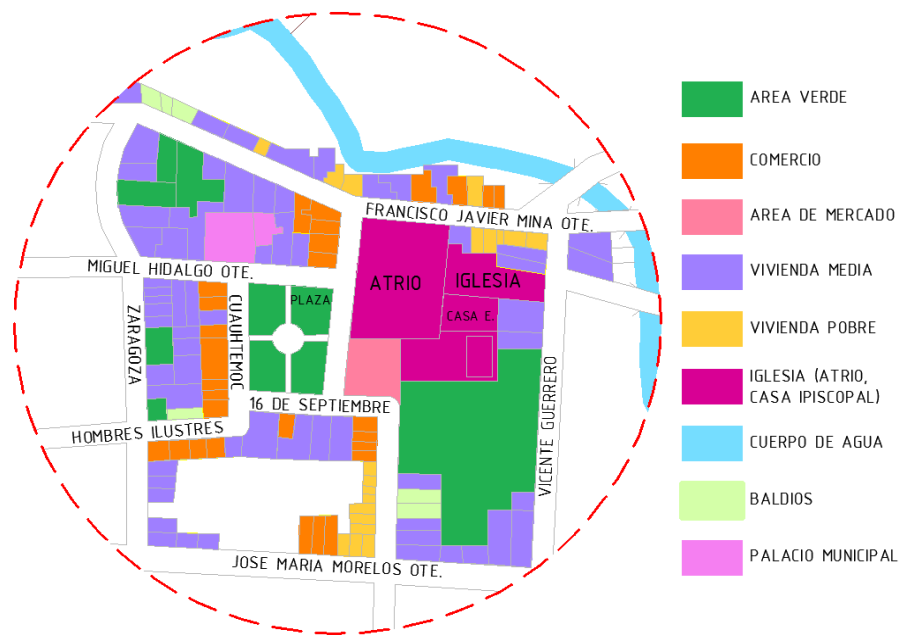 FRANCISCO JAVIER MINA OTE.
MIGUEL HIDALGO OTE.
ATRIO
IGLESIA
PLAZA
CASA E.
ZARAGOZA
CUAUHTEMOC
16 DE SEPTIEMBRE
HOMBRES ILUSTRES
VICENTE GUERRERO
JOSE MARIA MORELOS OTE.
AREA VERDE
COMERCIO
AREA DE MERCADO
VIVIENDA MEDIA
VIVIENDA POBRE
IGLESIA (ATRIO,
CASA IPISCOPAL)
CUERPO DE AGUA
BALDIOS
PALACIO MUNICIPAL